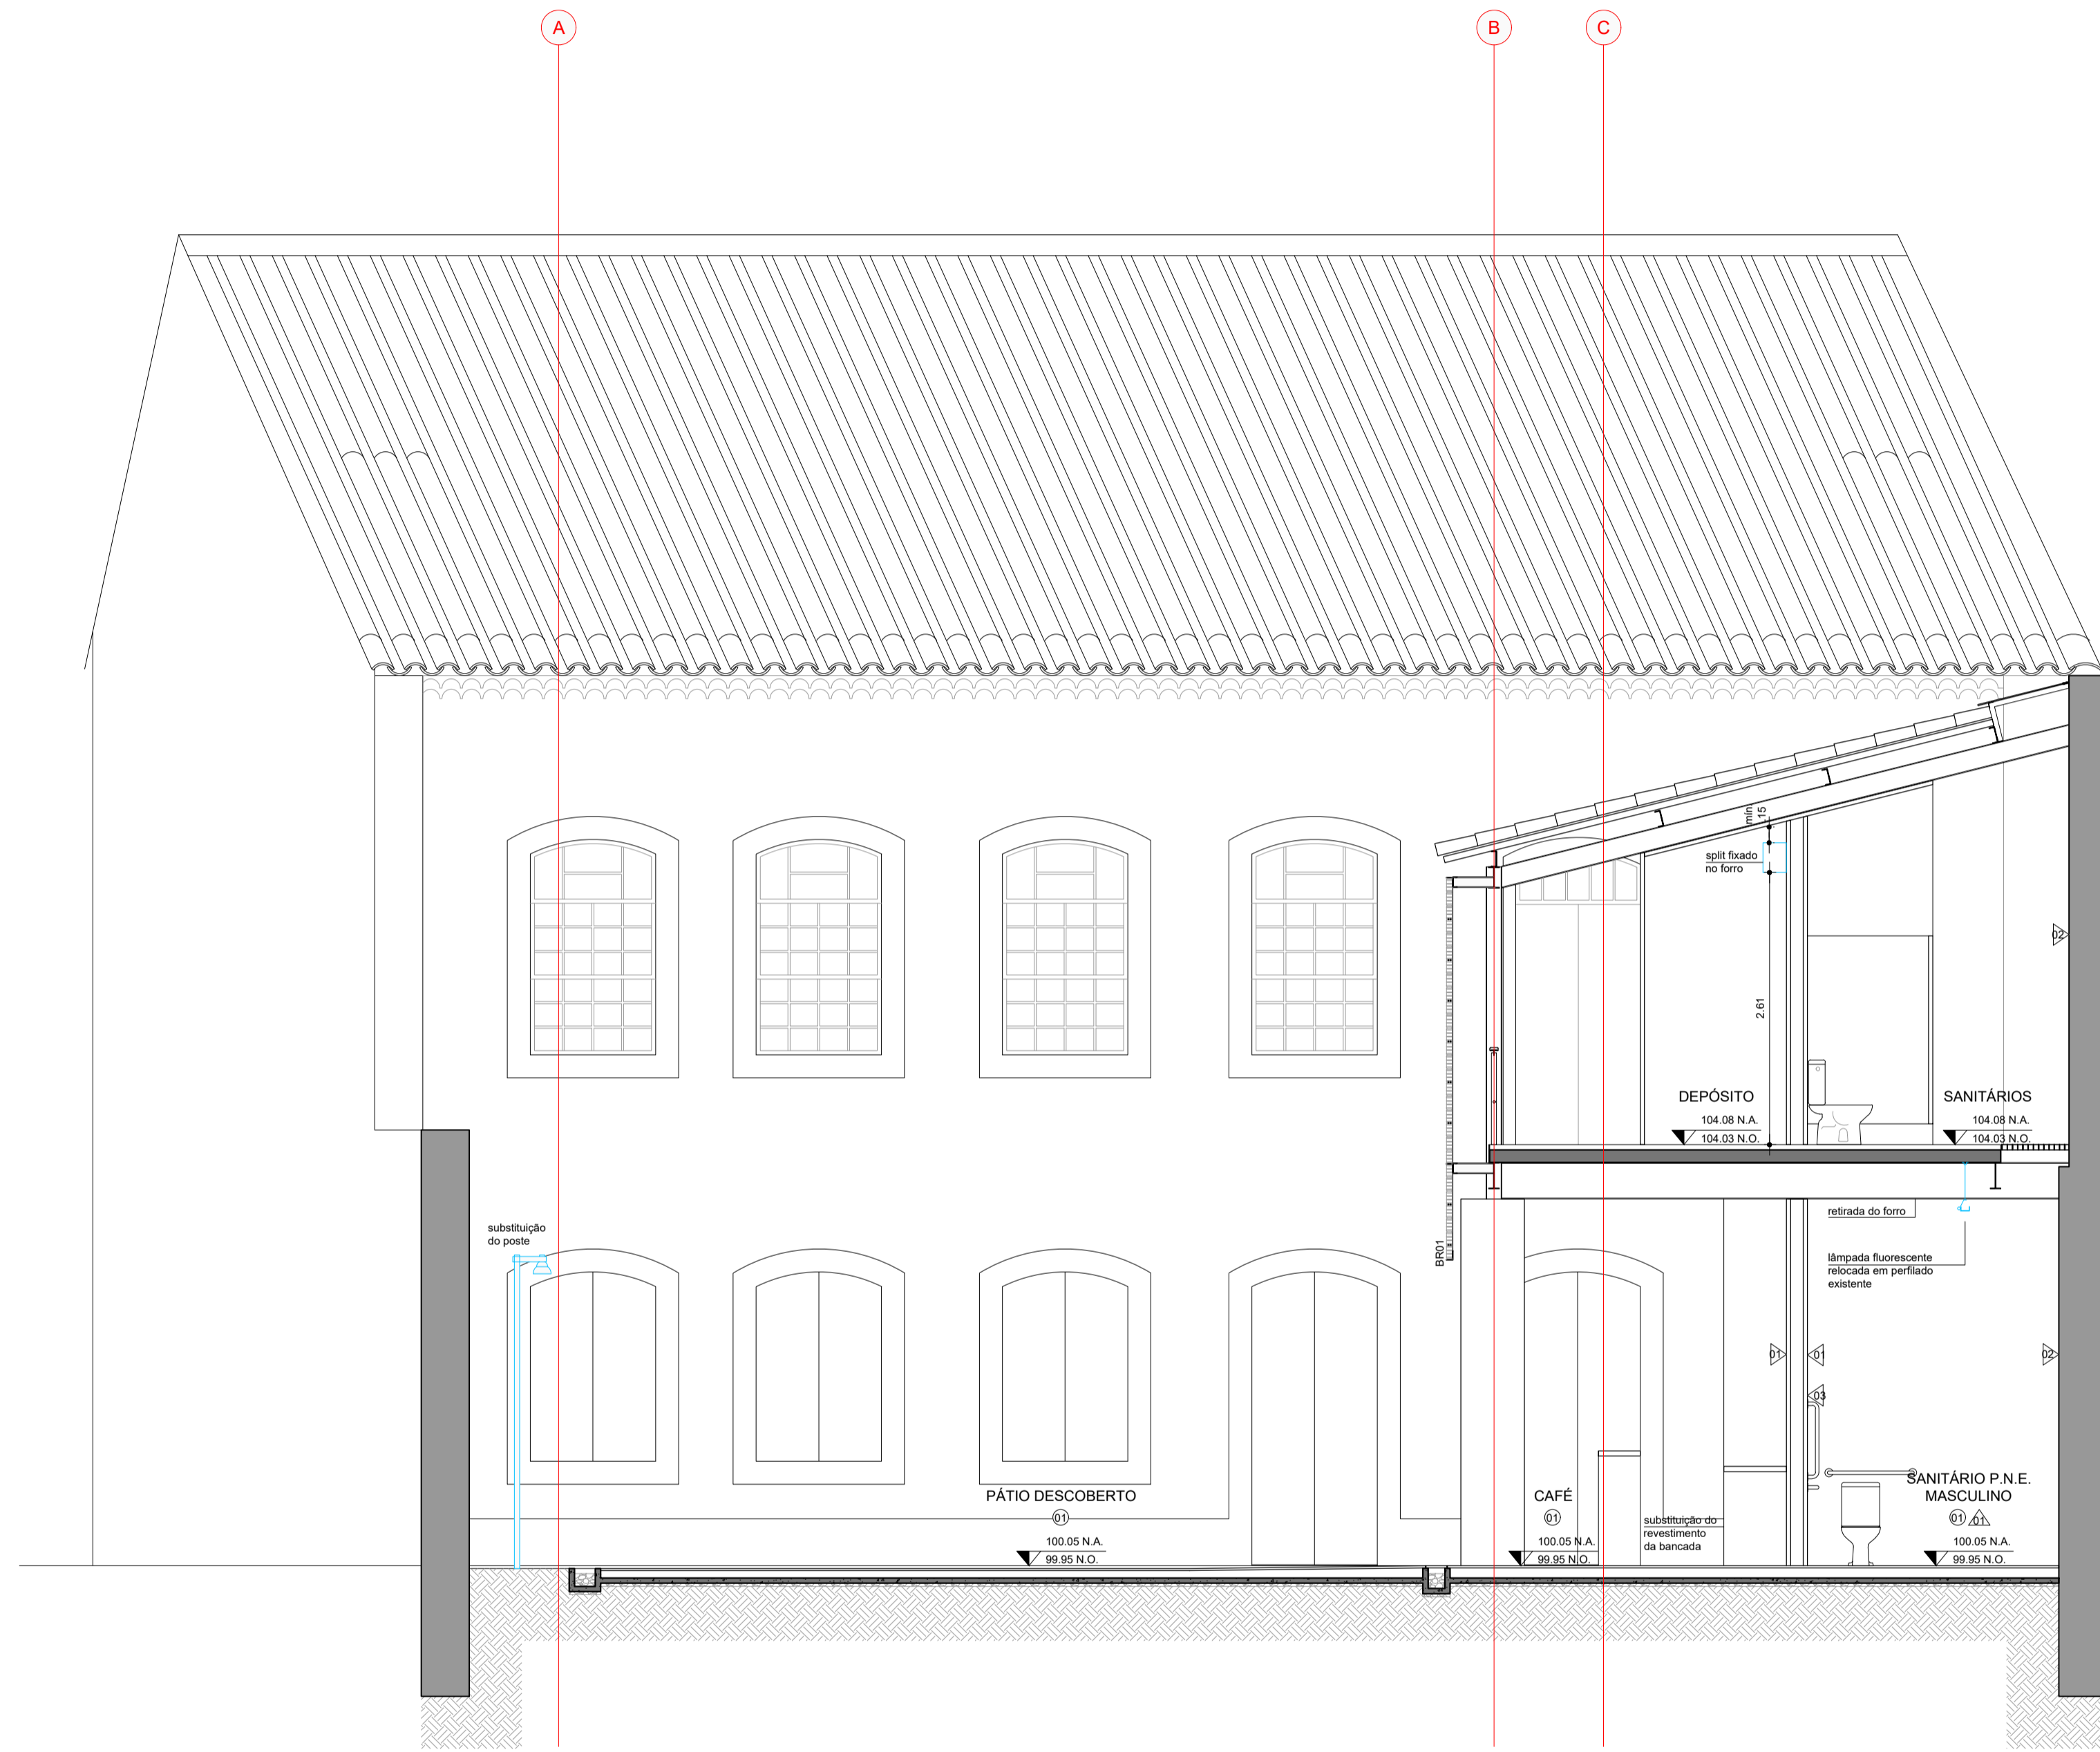 A
B
C
mín.
.15
split fixado
no forro
02
2.61
DEPÓSITO
104.08 N.A.
104.03 N.O.
SANITÁRIOS
104.08 N.A.
104.03 N.O.
substituição
do poste
BR01
retirada do forro
lâmpada fluorescente
relocada em perfilado
existente
01
01
02
03
PÁTIO DESCOBERTO
01
100.05 N.A.
99.95 N.O.
CAFÉ
01
100.05 N.A.
99.95 N.O.
substituição do
revestimento
da bancada
SANITÁRIO P.N.E.
MASCULINO
01
01
100.05 N.A.
99.95 N.O.